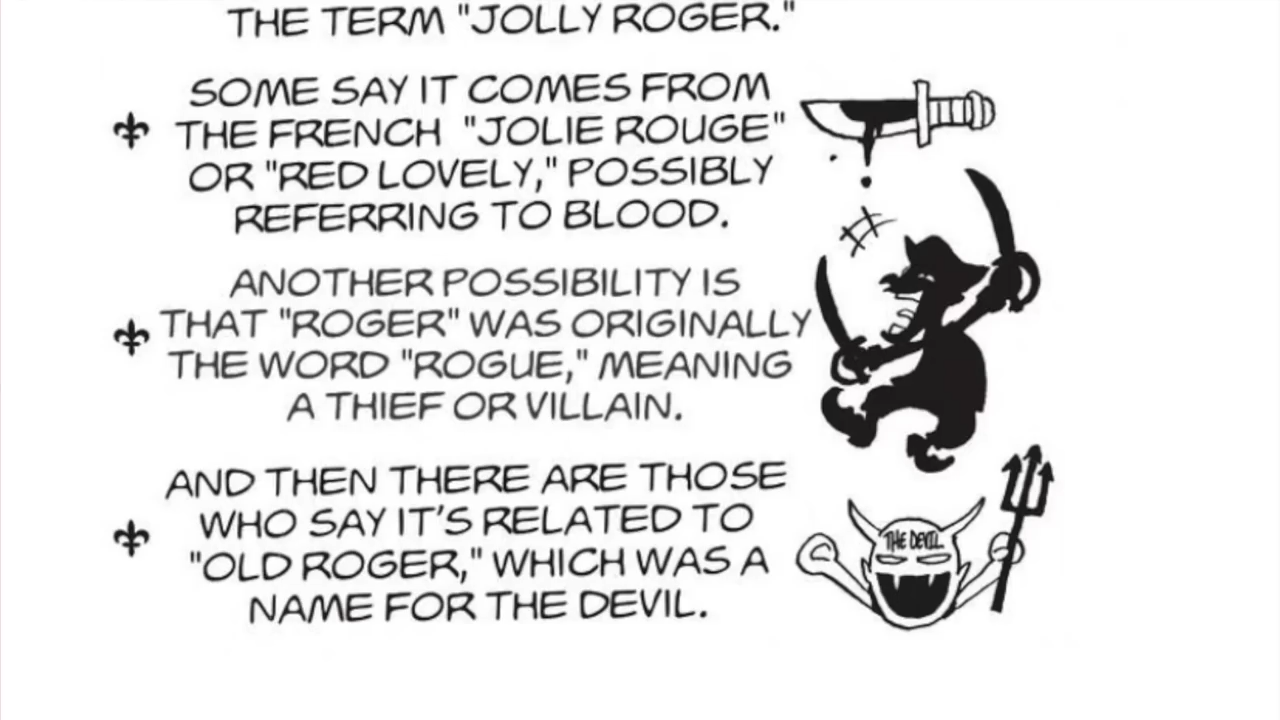 THE TERM "JOLLY ROGER."
SOME SAY IT COMES FROM
THE FRENCH "JOLIE ROUGE"
OR "RED LOVELY," POSSIBLY
REFERRING TO BLOOD.
ANOTHER POSSIBILITY IS
THAT "ROGER" WAS ORIGINALLY
THE WORD "ROGUE," MEANING
A THIEF OR VILLAIN.
AND THEN THERE ARE THOSE
WHO SAY IT'S RELATED TO
"OLD ROGER," WHICH WAS A
NAME FOR THE DEVIL.
THE DEVIL